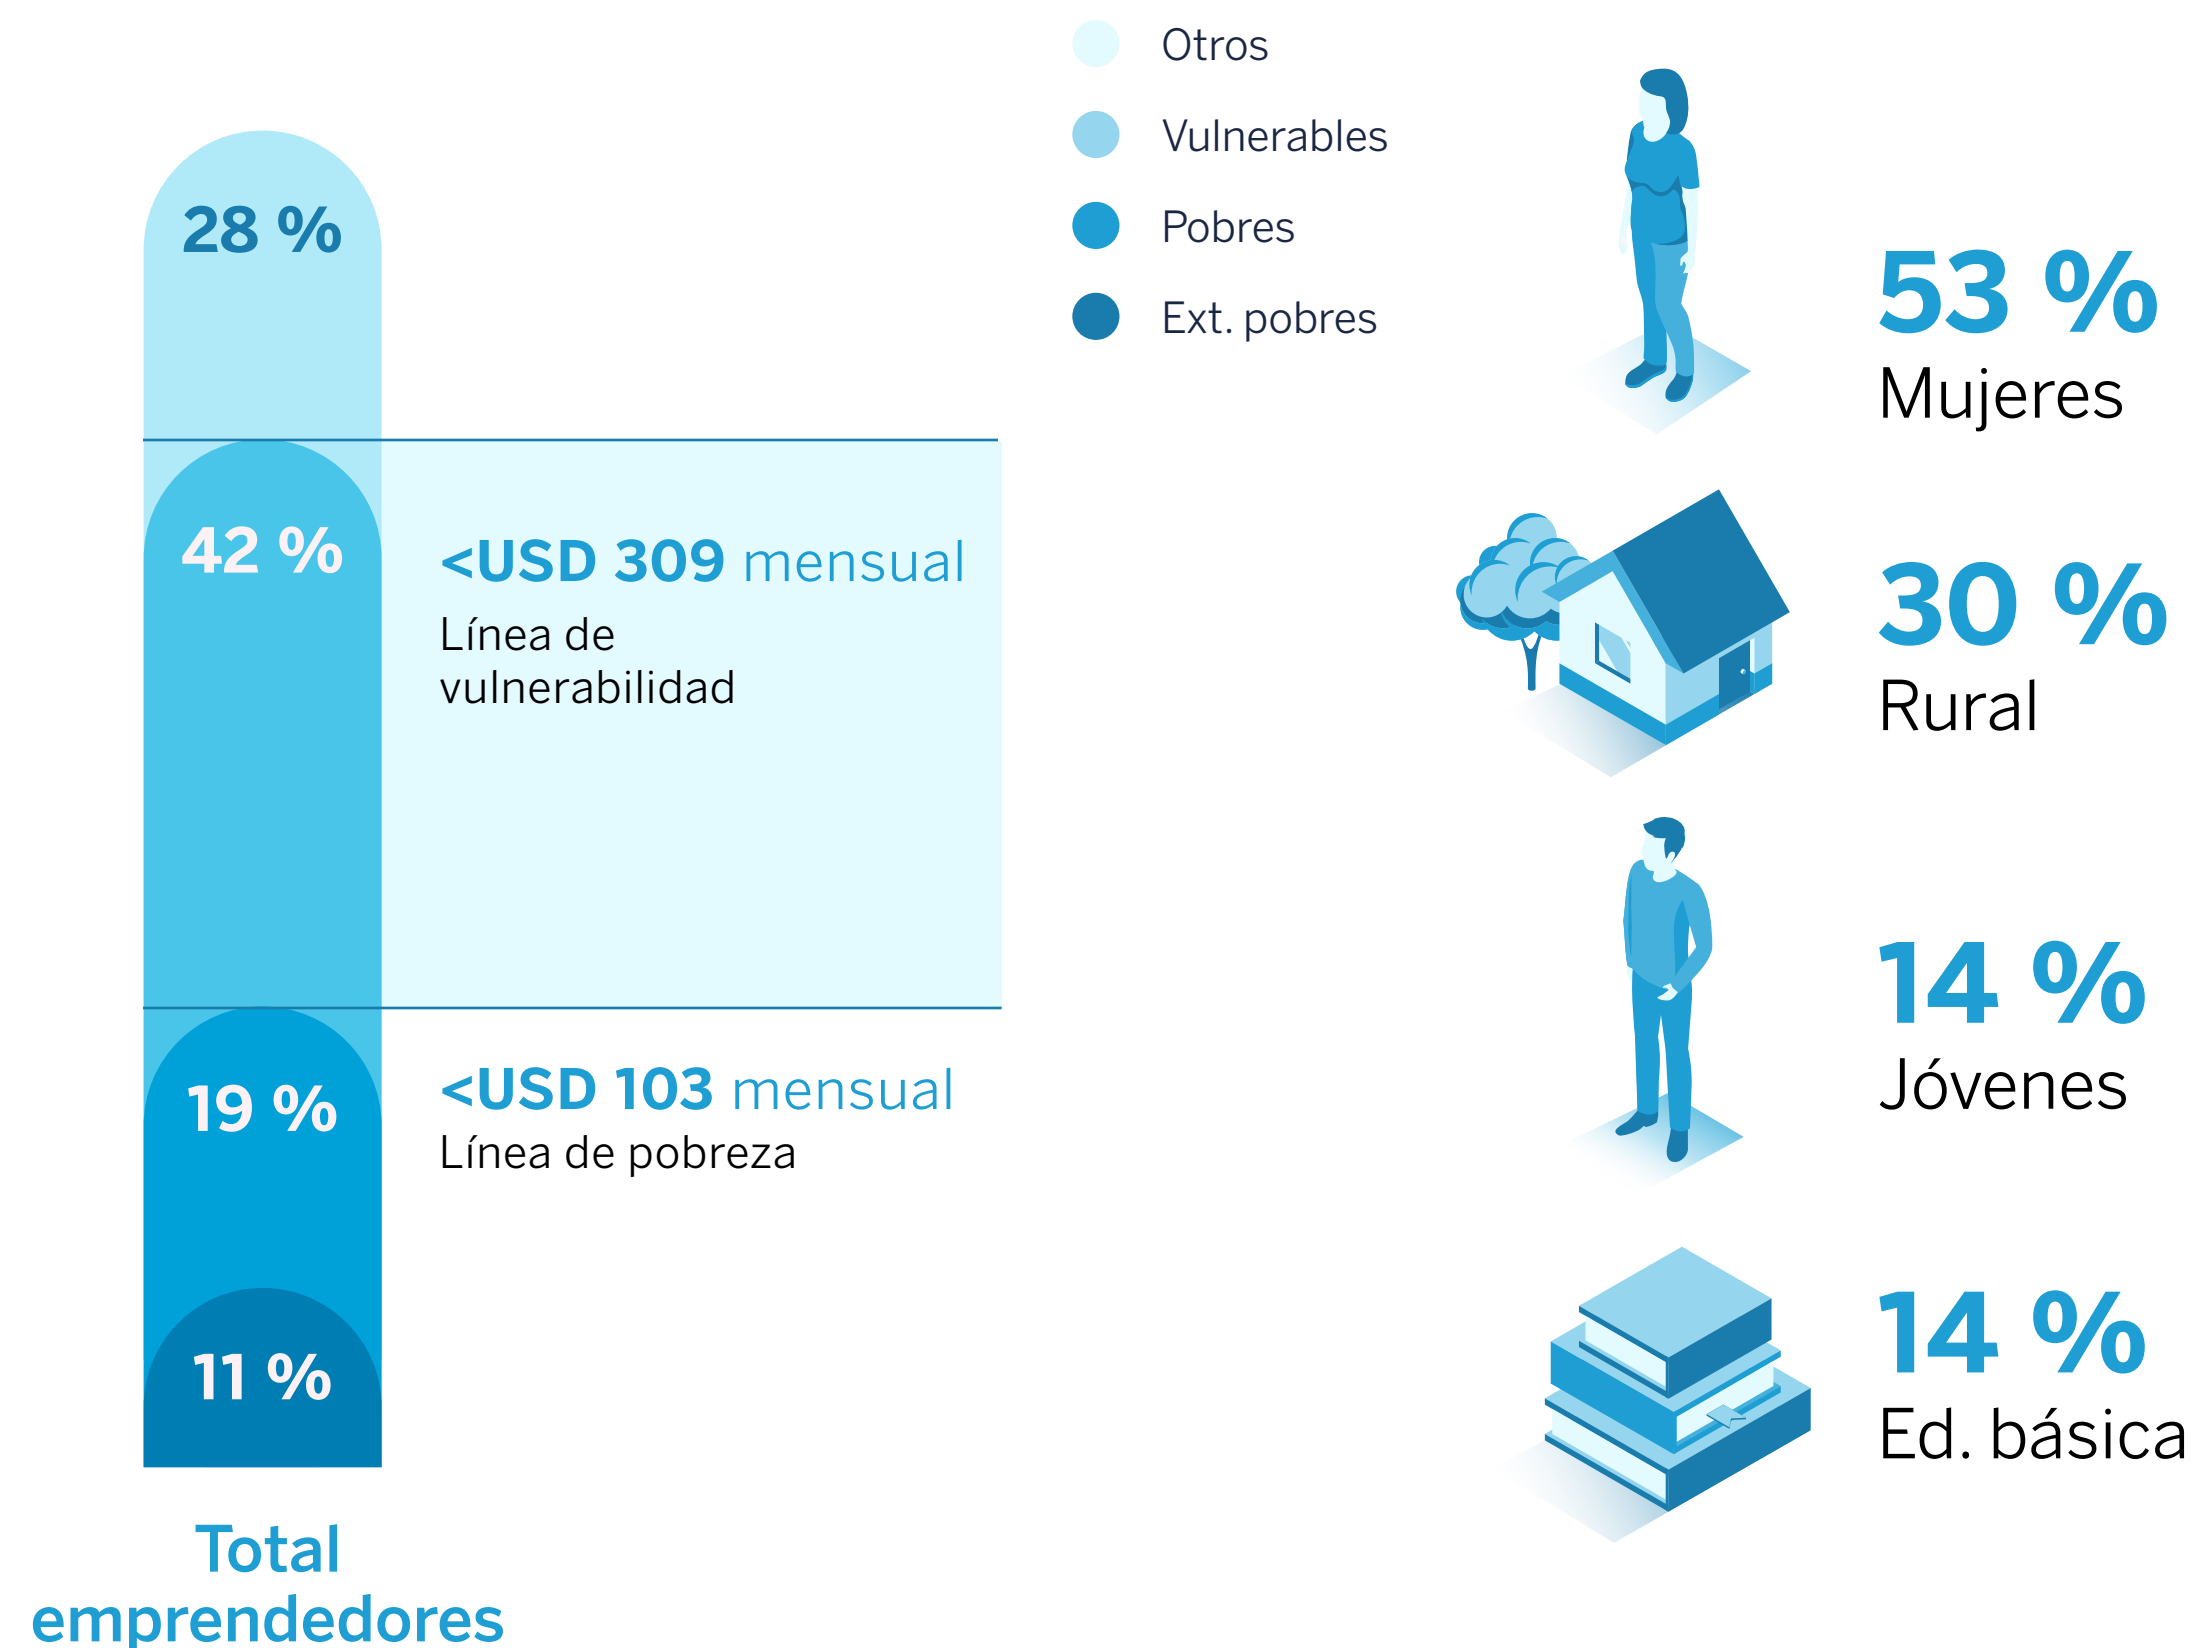 28 %
42 %
<USD 309 mensual
Línea de
vulnerabilidad
19 %
<USD 103 mensual
Línea de pobreza
11 %
Total
emprendedores
Otros
Vulnerables
Pobres
Ext. pobres
53 %
Mujeres
30 %
Rural
14 %
Jóvenes
14 %
Ed. básica